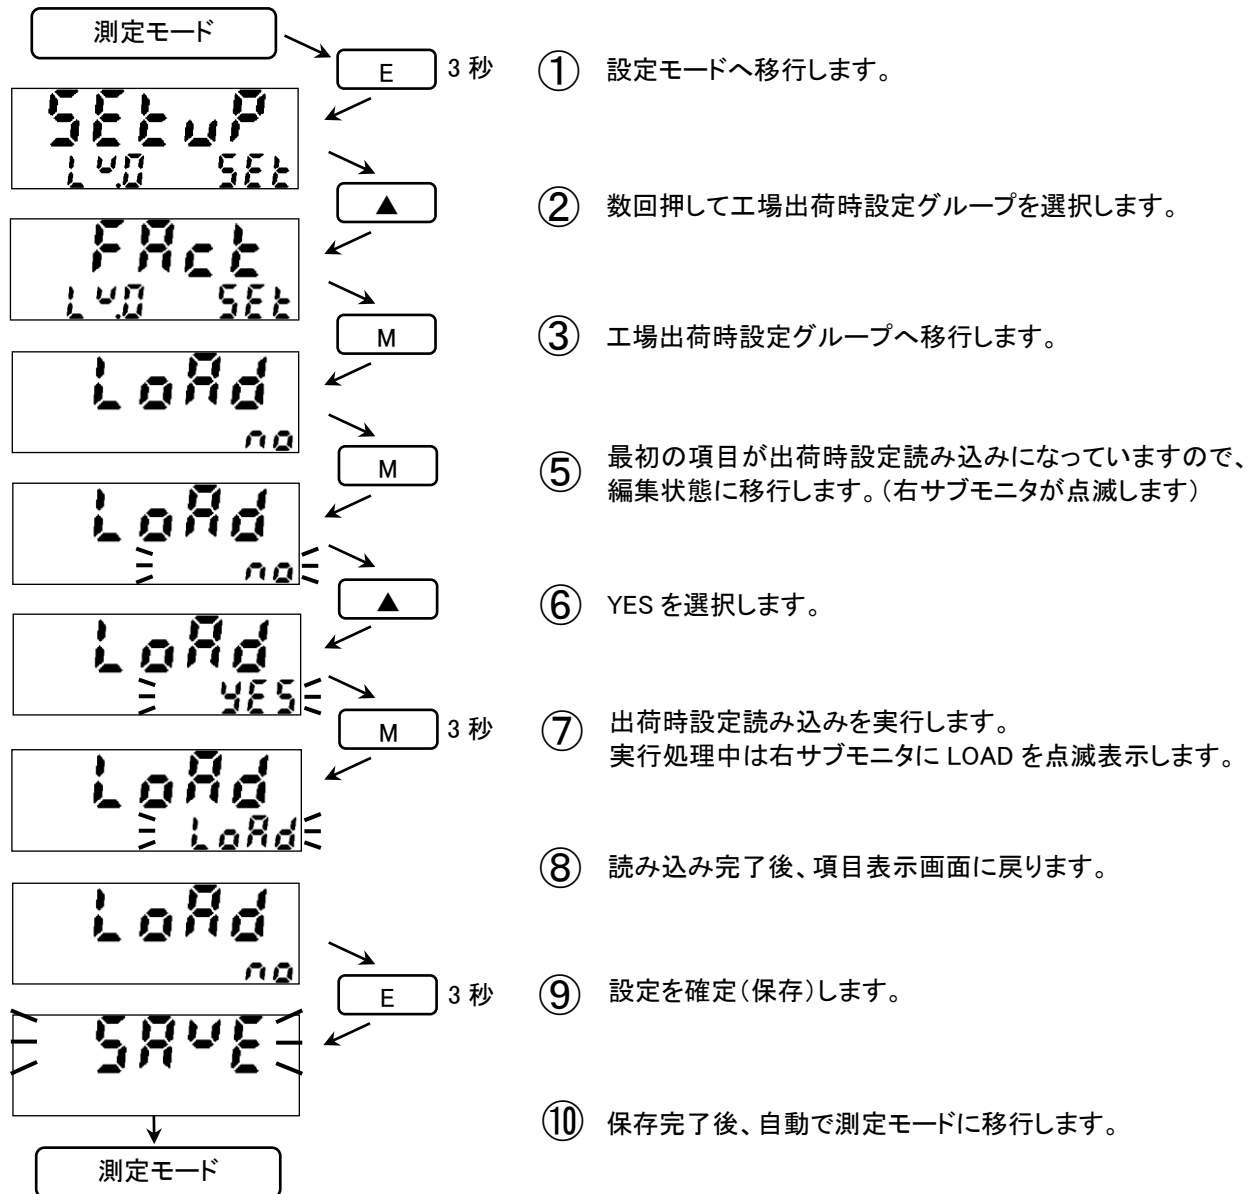 測定モード
E 3 秒 ① 設定モードへ移行します。
SEtuP
Lv.0 SEt
▲ ② 数回押して工場出荷時設定グループを選択します。
FAct
Lv.0 SEt
M ③ 工場出荷時設定グループへ移行します。
LoAd
no
M ⑤ 最初の項目が出荷時設定読み込みになっていますので、
編集状態に移行します。（右サブモニタが点滅します）
LoAd
no
▲ ⑥ YES を選択します。
LoAd
yES
M 3 秒 ⑦ 出荷時設定読み込みを実行します。
実行処理中は右サブモニタに LOAD を点滅表示します。
LoAd
LoAd
⑧ 読み込み完了後、項目表示画面に戻ります。
LoAd
no
E 3 秒 ⑨ 設定を確定（保存）します。
SAvE
⑩ 保存完了後、自動で測定モードに移行します。
測定モード